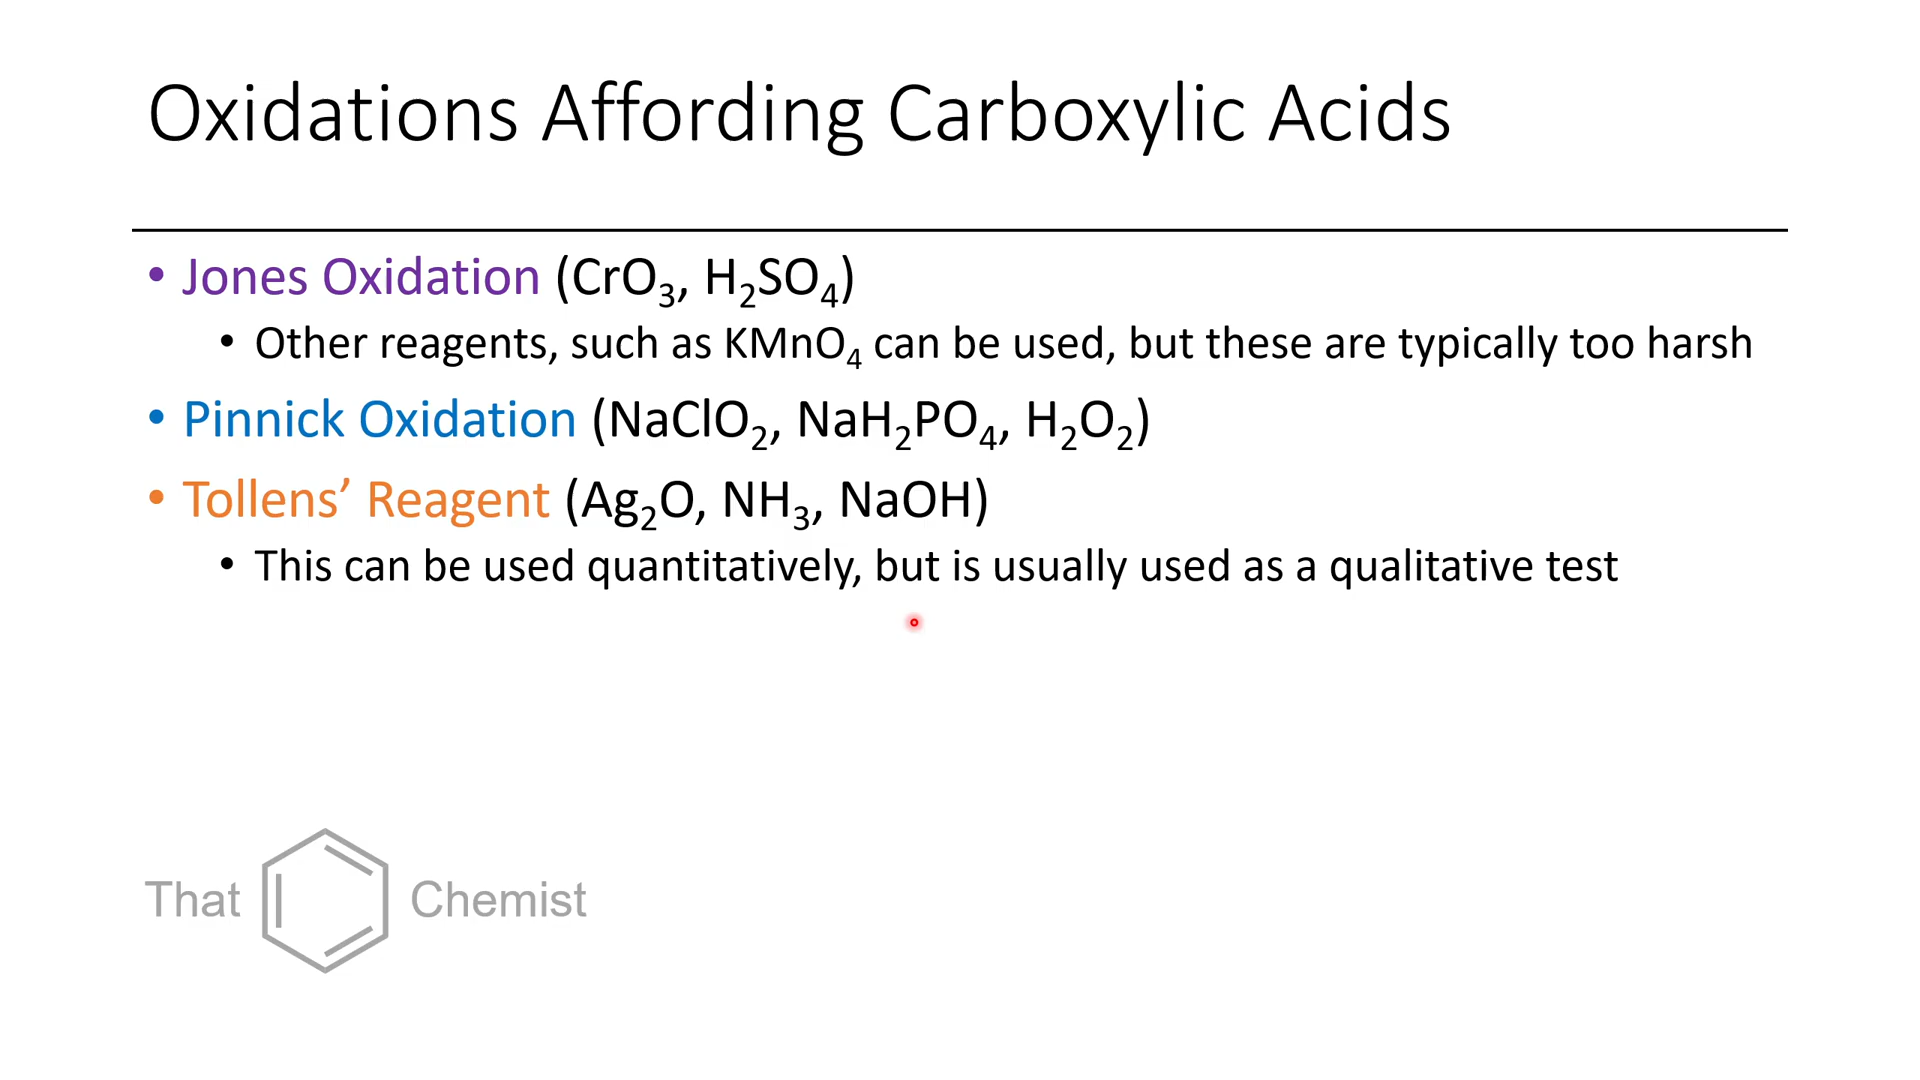 Oxidations Affording Carboxylic Acids
• Jones Oxidation (CrO₃, H₂SO₄)
• Other reagents, such as KMnO₄ can be used, but these are typically too harsh
• Pinnick Oxidation (NaClO₂, NaH₂PO₄, H₂O₂)
• Tollens’ Reagent (Ag₂O, NH₃, NaOH)
• This can be used quantitatively, but is usually used as a qualitative test
That Chemist